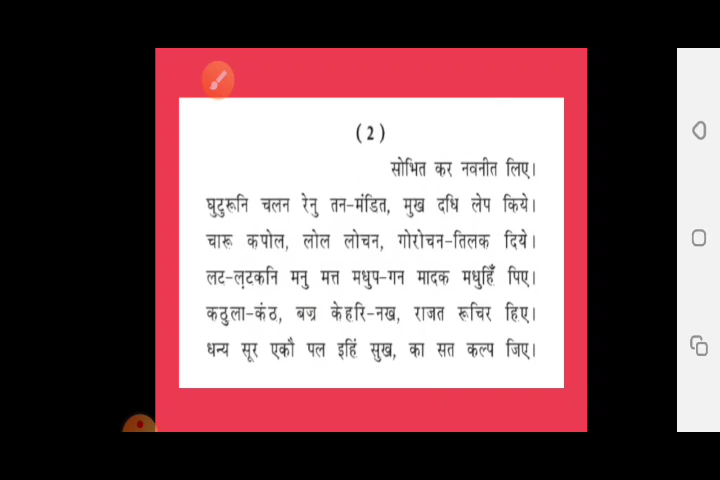 (2)
सोभित कर नवनीत लिए।
घुटुरूनि चलन रेनु तन-मंडित, मुख दधि लेप किये।
चारू कपोल, लोल लोचन, गोरोचन-तिलक दिये।
लट-लटकनि मनु मत्त मधुप-गन मादक मधुहिँ पिए।
कठुला-कंठ, बज्र केहरि-नख, राजत रूचिर हिए।
धन्य सूर एकौ पल इहिं सुख, का सत कल्प जिए।